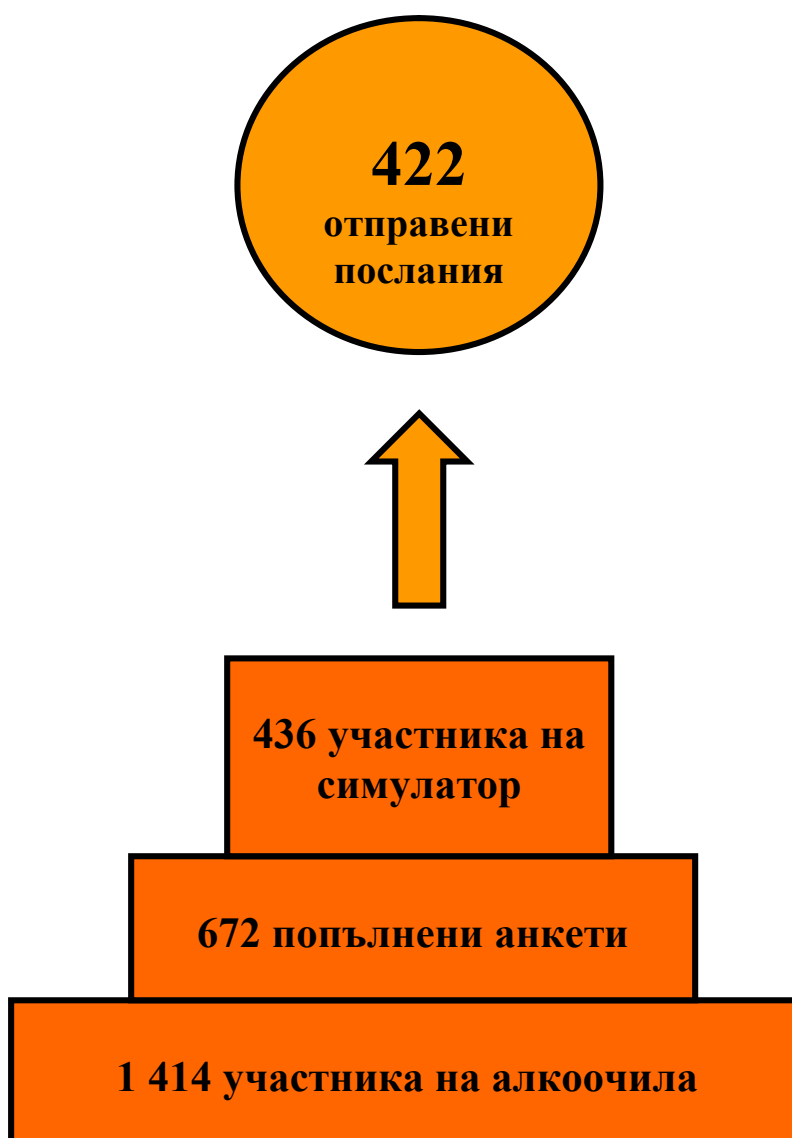 422
отправени
послания
436 участника на
симулатор
672 попълнени анкети
1 414 участника на алкоочила